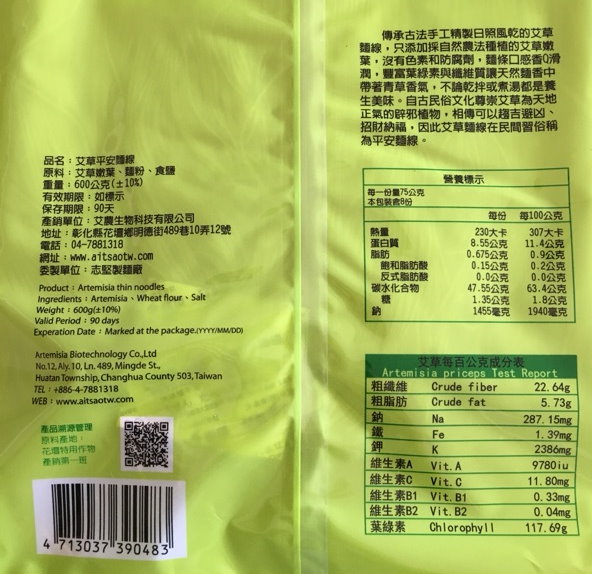 品名：艾草平安麵線
原料：艾草嫩葉、麵粉、食鹽
重量：600公克(±10%)
有效期限：如標示
保存期限：90天
產銷單位：艾農生物科技有限公司
地址：彰化縣花壇鄉明德街489巷10弄12號
電話：04-7881318
網址：www.aitsaotw.com
委製單位：志堅製麵廠
Product：Artemisia thin noodles
Ingredients：Artemisia、Wheat flour、Salt
Weight：600g(±10%)
Valid Period：90 days
Experation Date：Marked at the package.(YYYY/MM/DD)
Artemisia Biotechnology Co.,Ltd
No.12, Aly. 10, Ln. 489, Mingde St.,
Huatan Township, Changhua County 503, Taiwan
TEL：+886-4-7881318
WEB：www.aitsaotw.com
產品溯源管理
原料產地：
花壇特用作物
產銷第一班
4 713037 390483
傳承古法手工精製日照風乾的艾草
麵線，只添加採自然農法種植的艾草嫩
葉，沒有色素和防腐劑，麵條口感香Q滑
潤，豐富葉綠素與纖維質讓天然麵香中
帶著青草香氣，不論乾拌或煮湯都是養
生美味。自古民俗文化尊崇艾草為天地
正氣的辟邪植物，相傳可以趨吉避凶、
招財納福，因此艾草麵線在民間習俗稱
為平安麵線。
營養標示
每一份量75公克
本包裝含8份
每份 每100公克
熱量 230大卡 307大卡
蛋白質 8.55公克 11.4公克
脂肪 0.675公克 0.9公克
飽和脂肪酸 0.15公克 0.2公克
反式脂肪酸 0.0公克 0.0公克
碳水化合物 47.55公克 63.4公克
糖 1.35公克 1.8公克
鈉 1455毫克 1940毫克
艾草每百公克成分表
Artemisia priceps Test Report
粗纖維 Crude fiber 22.64g
粗脂肪 Crude fat 5.73g
鈉 Na 287.15mg
鐵 Fe 1.39mg
鉀 K 2386mg
維生素A Vit.A 9780iu
維生素C Vit.C 11.80mg
維生素B1 Vit.B1 0.33mg
維生素B2 Vit.B2 0.04mg
葉綠素 Chlorophyll 117.69g